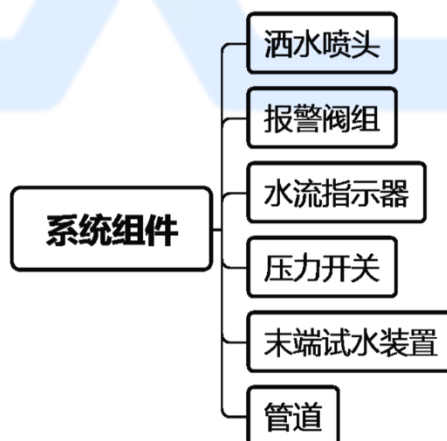 洒水喷头
报警阀组
水流指示器
系统组件
压力开关
末端试水装置
管道